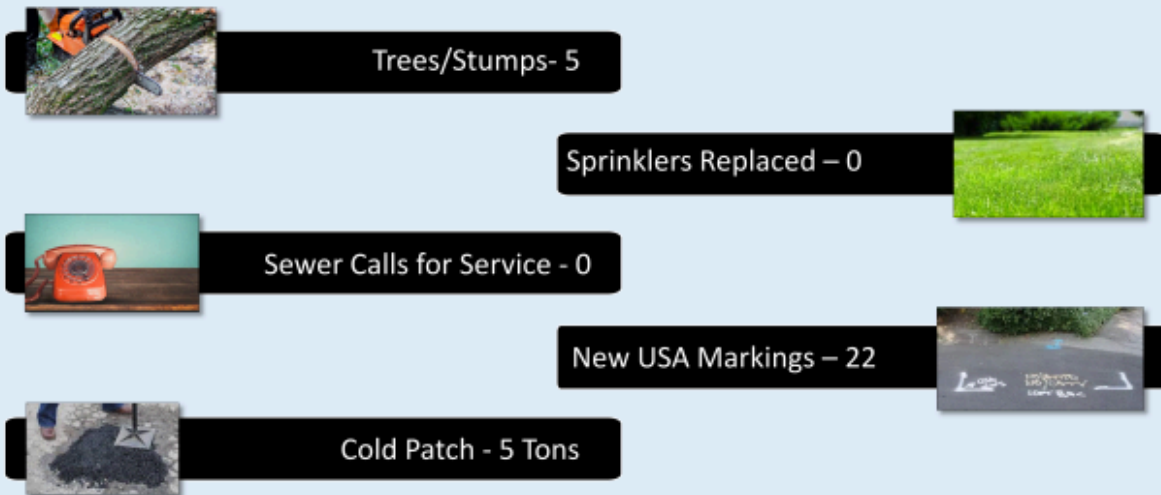 Trees/Stumps- 5
Sprinklers Replaced – 0
Sewer Calls for Service - 0
New USA Markings – 22
Cold Patch - 5 Tons